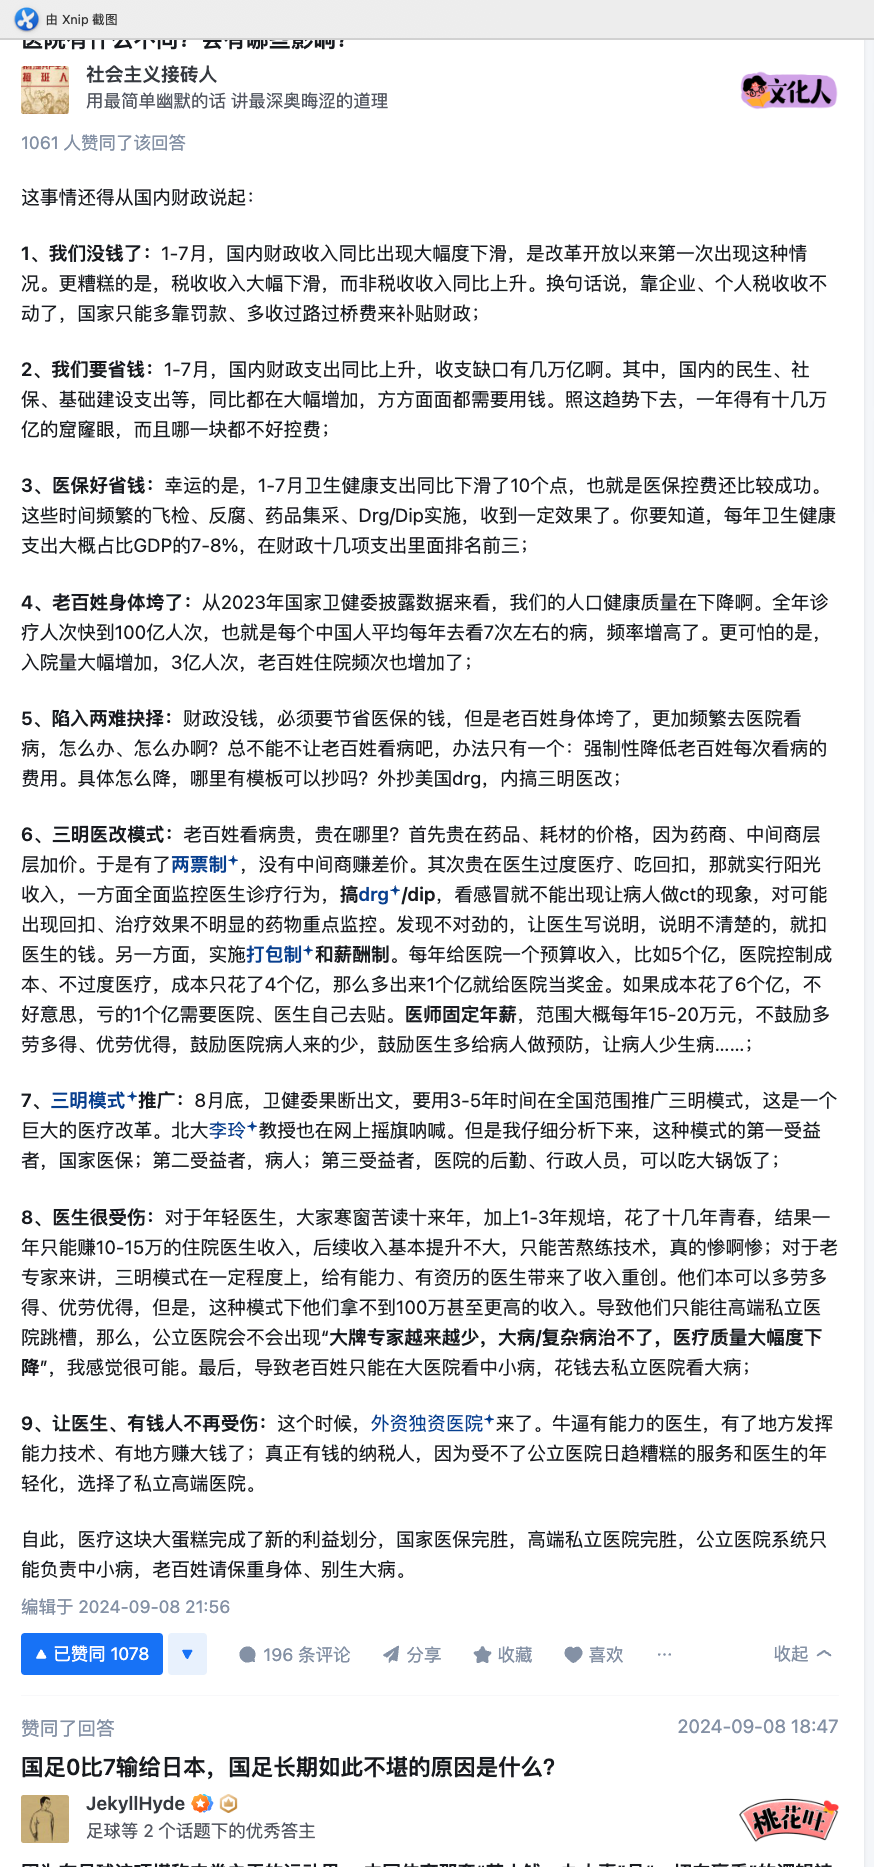 由 Xnip 截图
医院有什么不同？会有哪些影响？
社会主义接砖人
用最简单幽默的话 讲最深奥晦涩的道理
文化人
1061 人赞同了该回答
这事情还得从国内财政说起：
1、我们没钱了：1-7月，国内财政收入同比出现大幅度下滑，是改革开放以来第一次出现这种情
况。更糟糕的是，税收收入大幅下滑，而非税收收入同比上升。换句话说，靠企业、个人税收收不
动了，国家只能多靠罚款、多收过路过桥费来补贴财政；
2、我们要省钱：1-7月，国内财政支出同比上升，收支缺口有几万亿啊。其中，国内的民生、社
保、基础建设支出等，同比都在大幅增加，方方面面都需要用钱。照这趋势下去，一年得有十几万
亿的窟窿眼，而且哪一块都不好控费；
3、医保好省钱：幸运的是，1-7月卫生健康支出同比下滑了10个点，也就是医保控费还比较成功。
这些时间频繁的飞检、反腐、药品集采、Drg/Dip实施，收到一定效果了。你要知道，每年卫生健康
支出大概占比GDP的7-8%，在财政十几项支出里面排名前三；
4、老百姓身体垮了：从2023年国家卫健委披露数据来看，我们的人口健康质量在下降啊。全年诊
疗人次快到100亿人次，也就是每个中国人平均每年去看7次左右的病，频率增高了。更可怕的是，
入院量大幅增加，3亿人次，老百姓住院频次也增加了；
5、陷入两难抉择：财政没钱，必须要节省医保的钱，但是老百姓身体垮了，更加频繁去医院看
病，怎么办、怎么办啊？总不能不让老百姓看病吧，办法只有一个：强制性降低老百姓每次看病的
费用。具体怎么降，哪里有模板可以抄吗？外抄美国drg，内搞三明医改；
6、三明医改模式：老百姓看病贵，贵在哪里？首先贵在药品、耗材的价格，因为药商、中间商层
层加价。于是有了两票制，没有中间商赚差价。其次贵在医生过度医疗、吃回扣，那就实行阳光
收入，一方面全面监控医生诊疗行为，搞drg/dip，看感冒就不能出现让病人做ct的现象，对可能
出现回扣、治疗效果不明显的药物重点监控。发现不对劲的，让医生写说明，说明不清楚的，就扣
医生的钱。另一方面，实施打包制和薪酬制。每年给医院一个预算收入，比如5个亿，医院控制成
本、不过度医疗，成本只花了4个亿，那么多出来1个亿就给医院当奖金。如果成本花了6个亿，不
好意思，亏的1个亿需要医院、医生自己去贴。医师固定年薪，范围大概每年15-20万元，不鼓励多
劳多得、优劳优得，鼓励医院病人来的少，鼓励医生多给病人做预防，让病人少生病......；
7、三明模式推广：8月底，卫健委果断出文，要用3-5年时间在全国范围推广三明模式，这是一个
巨大的医疗改革。北大李玲教授也在网上摇旗呐喊。但是我仔细分析下来，这种模式的第一受益
者，国家医保；第二受益者，病人；第三受益者，医院的后勤、行政人员，可以吃大锅饭了；
8、医生很受伤：对于年轻医生，大家寒窗苦读十来年，加上1-3年规培，花了十几年青春，结果一
年只能赚10-15万的住院医生收入，后续收入基本提升不大，只能苦熬练技术，真的惨啊惨；对于老
专家来讲，三明模式在一定程度上，给有能力、有资历的医生带来了收入重创。他们本可以多劳多
得、优劳优得，但是，这种模式下他们拿不到100万甚至更高的收入。导致他们只能往高端私立医
院跳槽，那么，公立医院会不会出现“大牌专家越来越少，大病/复杂病治不了，医疗质量大幅度下
降”，我感觉很可能。最后，导致老百姓只能在大医院看中小病，花钱去私立医院看大病；
9、让医生、有钱人不再受伤：这个时候，外资独资医院来了。牛逼有能力的医生，有了地方发挥
能力技术、有地方赚大钱了；真正有钱的纳税人，因为受不了公立医院日趋糟糕的服务和医生的年
轻化，选择了私立高端医院。
自此，医疗这块大蛋糕完成了新的利益划分，国家医保完胜，高端私立医院完胜，公立医院系统只
能负责中小病，老百姓请保重身体、别生大病。
编辑于 2024-09-08 21:56
已赞同 1078
196 条评论
分享
收藏
喜欢
收起
赞同了回答
2024-09-08 18:47
国足0比7输给日本，国足长期如此不堪的原因是什么？
JekyllHyde
足球等 2 个话题下的优秀答主
桃花旺